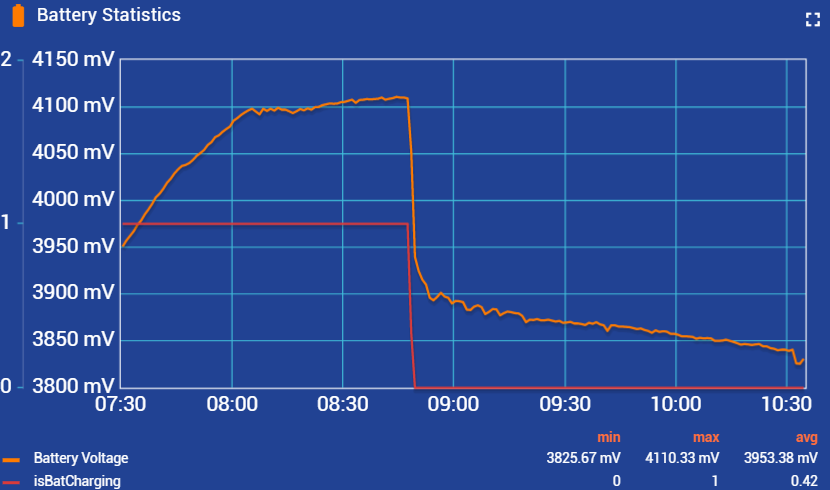 Battery Statistics
2 4150 mV
4100 mV
4050 mV
4000 mV
1
3950 mV
3900 mV
3850 mV
0 3800 mV
07:30 08:00 08:30 09:00 09:30 10:00 10:30
min max avg
Battery Voltage 3825.67 mV 4110.33 mV 3953.38 mV
isBatCharging 0 1 0.42